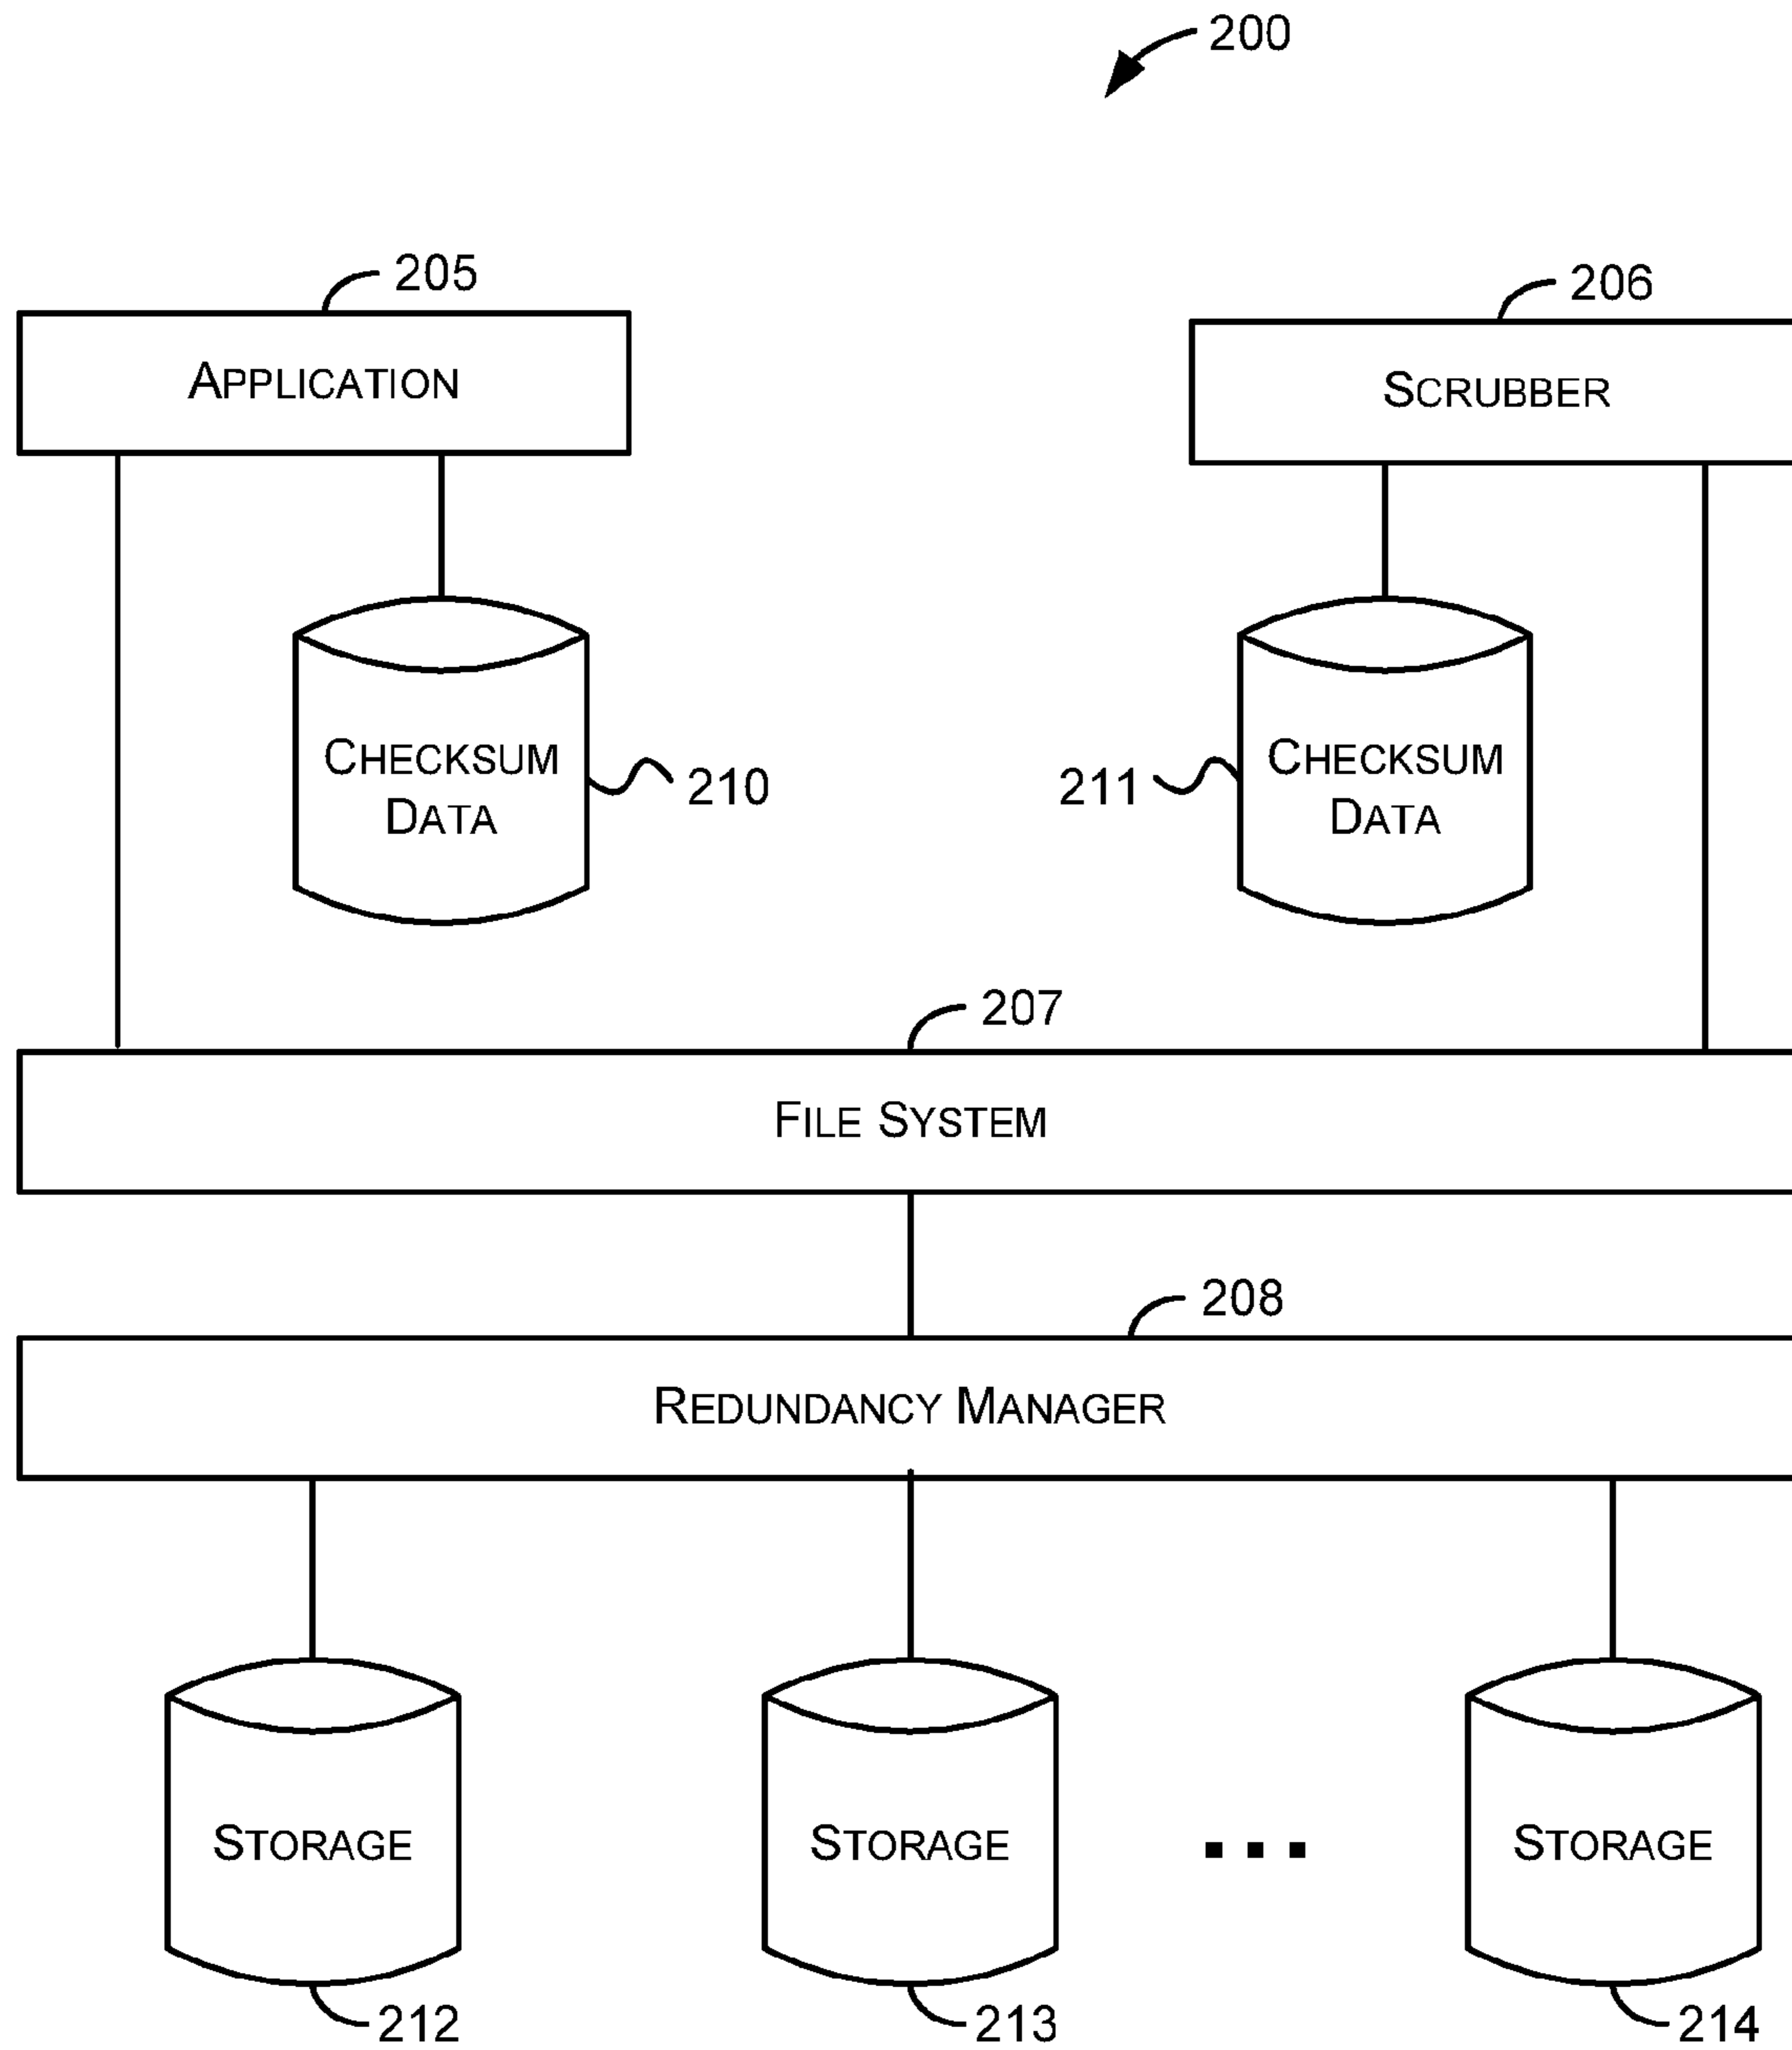 200
205
206
APPLICATION
SCRUBBER
CHECKSUM
DATA
210
211
CHECKSUM
DATA
207
FILE SYSTEM
208
REDUNDANCY MANAGER
STORAGE
STORAGE
...
STORAGE
212
213
214